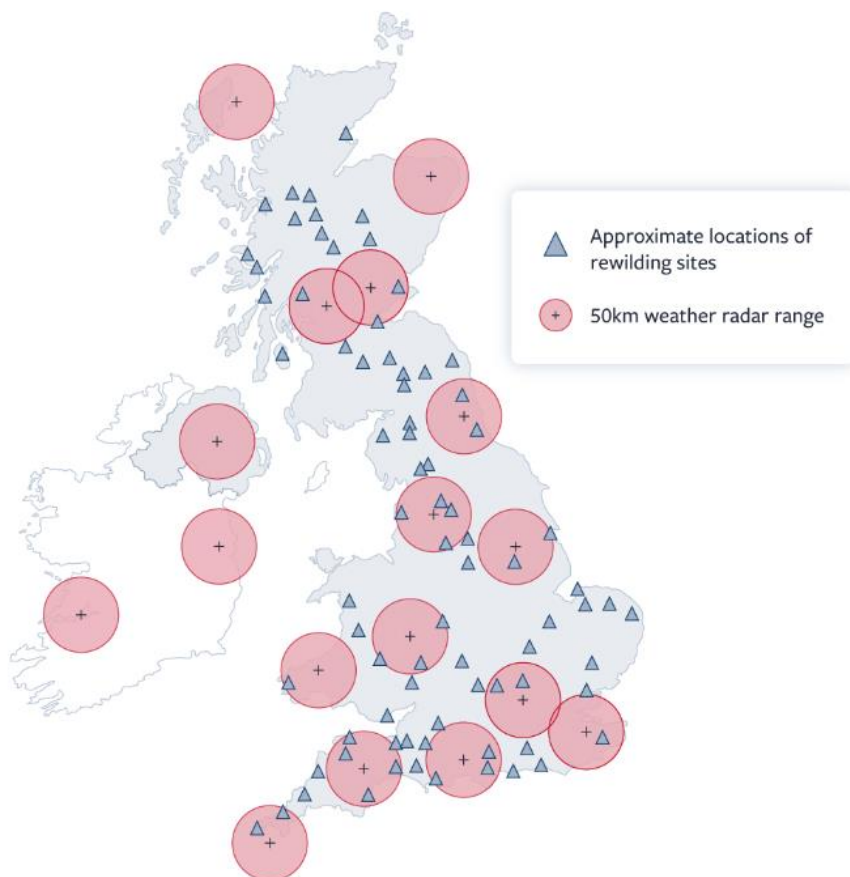 Approximate locations of
rewilding sites
50km weather radar range